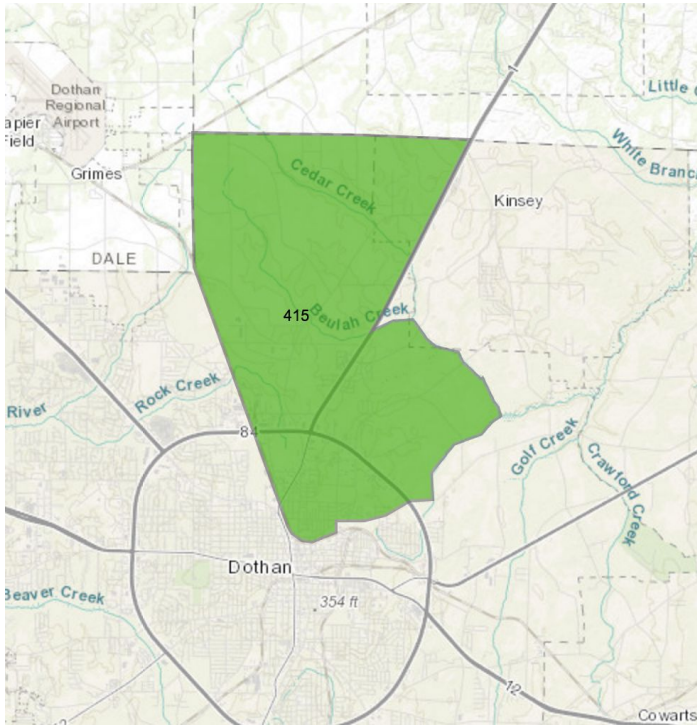 1
Little
Dothan
Regional
Airport
apier
Field
White Branc
Grimes
Cedar Creek
Kinsey
DALE
415
Beulah Creek
Rock Creek
River
84
Golf Creek
Crawford Creek
Dothan
Beaver Creek
354 ft
12
Cowarts